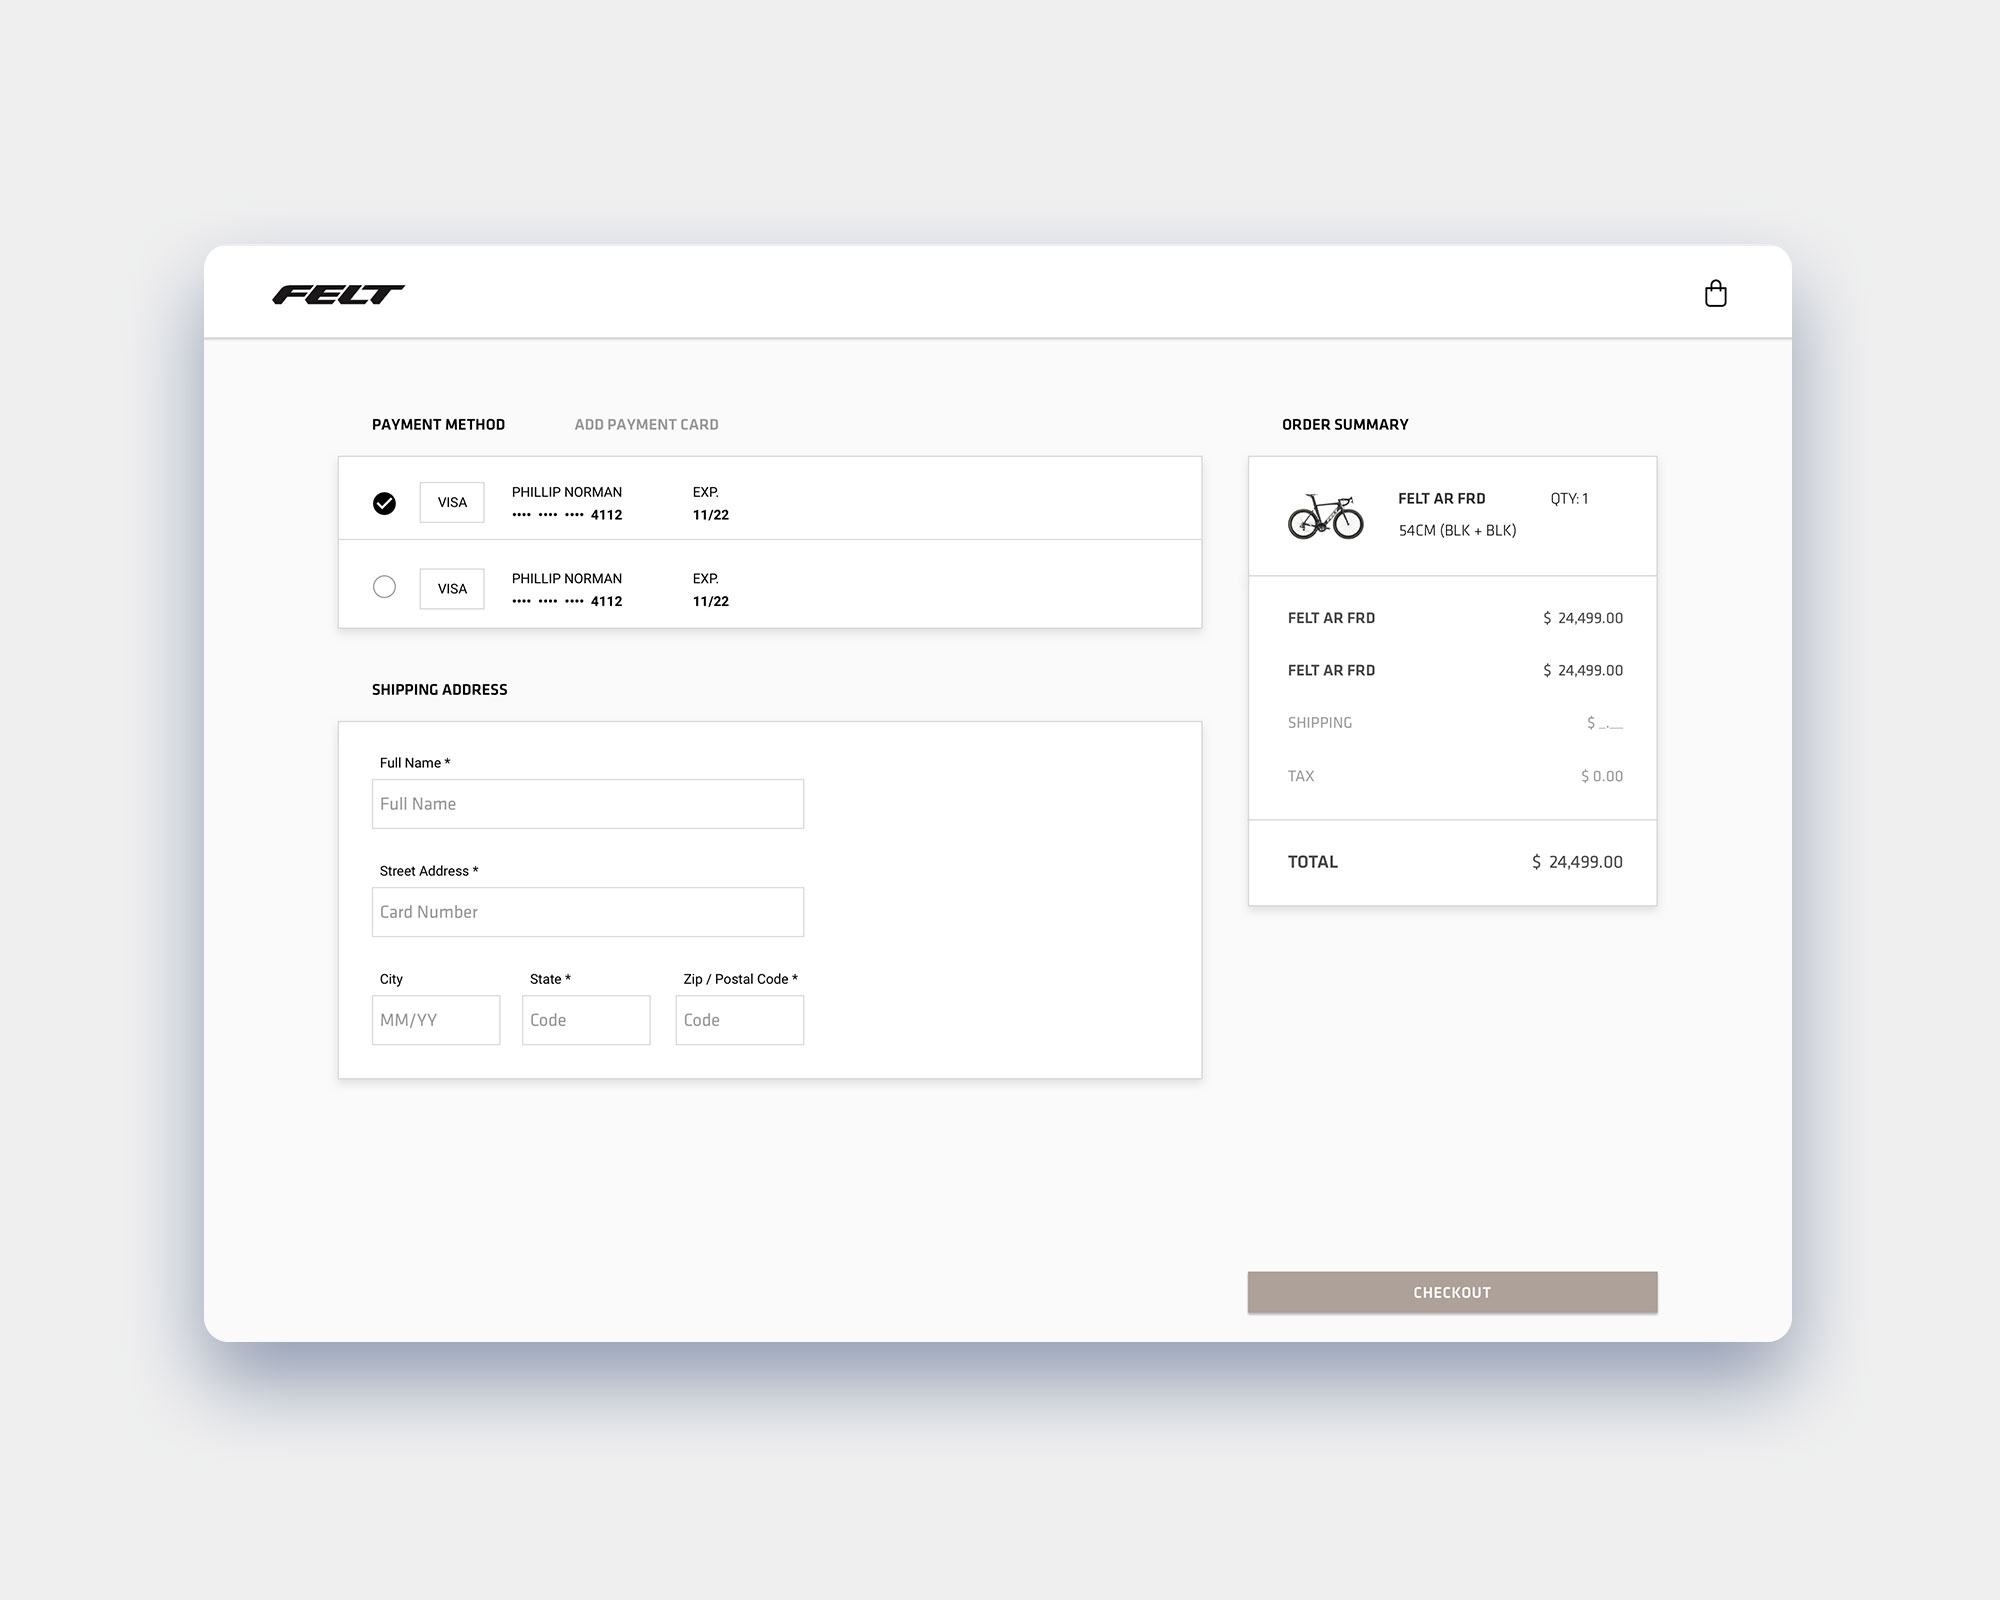 FELT
PAYMENT METHOD
ADD PAYMENT CARD
VISA
PHILLIP NORMAN
•••• •••• •••• 4112
EXP.
11/22
VISA
PHILLIP NORMAN
•••• •••• •••• 4112
EXP.
11/22
SHIPPING ADDRESS
Full Name *
Full Name
Street Address *
Card Number
City
State *
Zip / Postal Code *
MM/YY
Code
Code
ORDER SUMMARY
FELT AR FRD
QTY: 1
54CM (BLK + BLK)
FELT AR FRD $ 24,499.00
FELT AR FRD $ 24,499.00
SHIPPING $ _.__
TAX $ 0.00
TOTAL $ 24,499.00
CHECKOUT